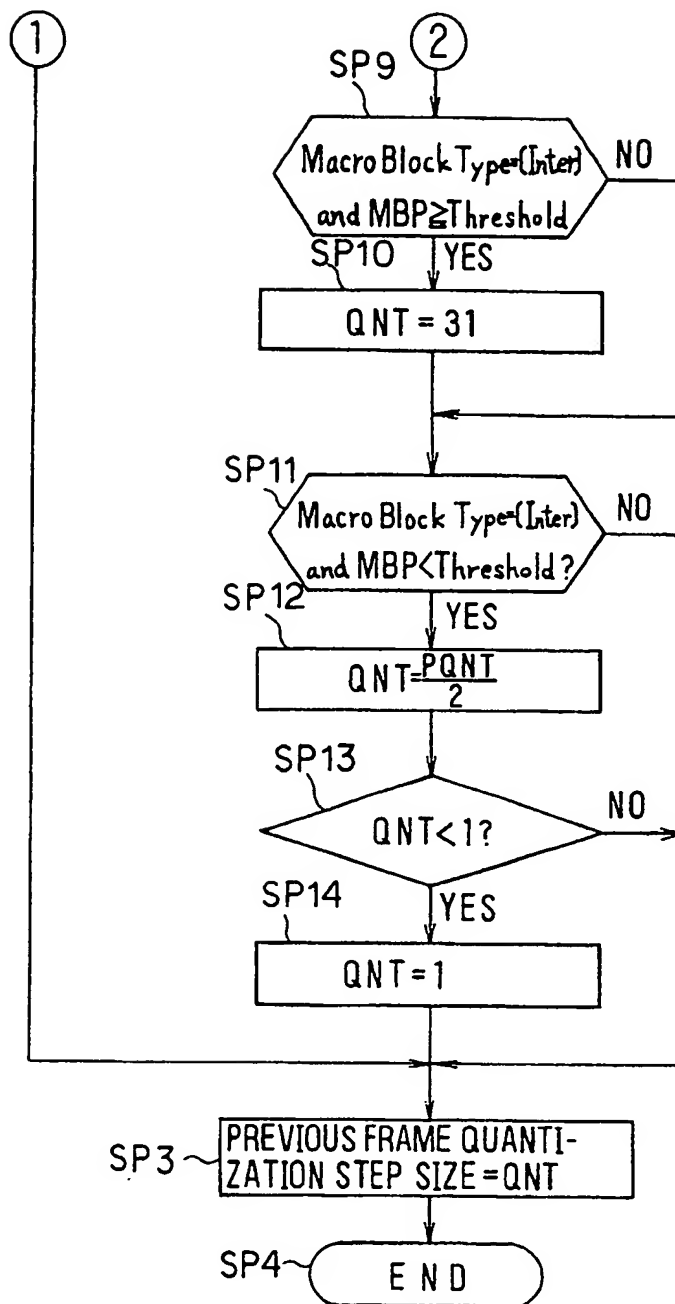 1
2
SP9
Macro Block Type=(Inter)
and MBP≧Threshold
NO
SP10
YES
QNT = 31
SP11
Macro Block Type=(Inter)
and MBP<Threshold?
NO
SP12
YES
QNT=PQNT/2
SP13
QNT<1?
NO
SP14
YES
QNT=1
SP3
PREVIOUS FRAME QUANTI-
ZATION STEP SIZE=QNT
SP4
END